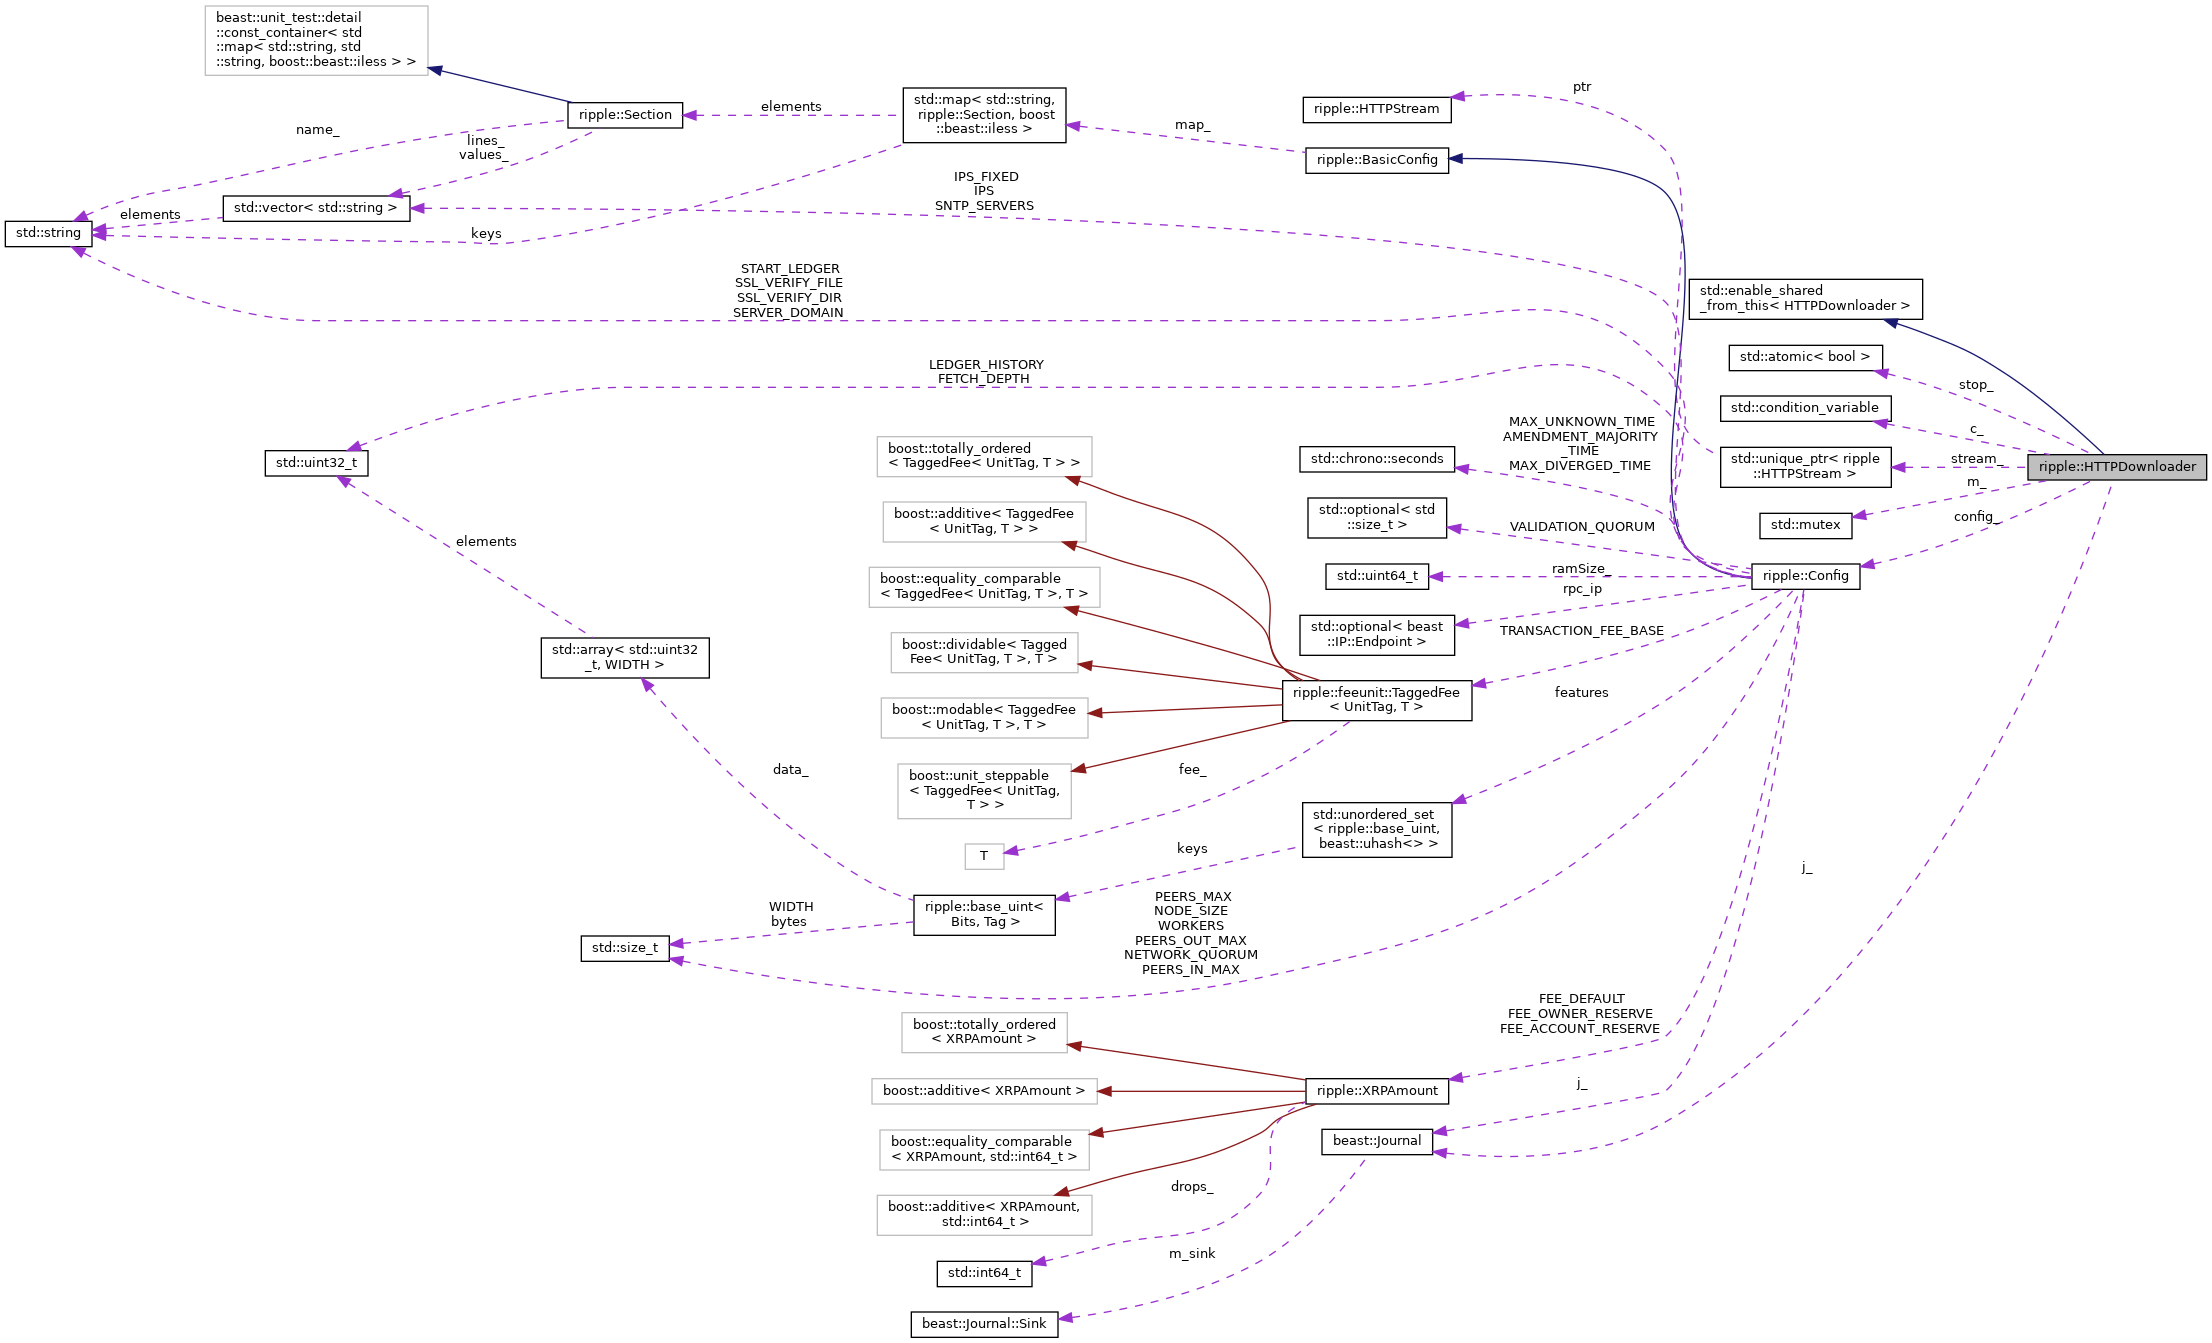 beast::unit_test::detail
::const_container< std
::map< std::string, std
::string, boost::beast::iless > >
ripple::Section
name_
lines_
values_
elements
std::map< std::string,
ripple::Section, boost
::beast::iless >
map_
ptr
ripple::HTTPStream
ripple::BasicConfig
std::vector< std::string >
elements
std::string
keys
IPS_FIXED
IPS
SNTP_SERVERS
START_LEDGER
SSL_VERIFY_FILE
SSL_VERIFY_DIR
SERVER_DOMAIN
std::enable_shared
_from_this< HTTPDownloader >
std::atomic< bool >
stop_
std::condition_variable
c_
std::unique_ptr< ripple
::HTTPStream >
stream_
ripple::HTTPDownloader
m_
std::mutex
config_
ripple::Config
LEDGER_HISTORY
FETCH_DEPTH
std::uint32_t
elements
std::array< std::uint32
_t, WIDTH >
data_
MAX_UNKNOWN_TIME
AMENDMENT_MAJORITY
_TIME
MAX_DIVERGED_TIME
std::chrono::seconds
std::optional< std
::size_t >
VALIDATION_QUORUM
std::uint64_t
ramSize_
rpc_ip
std::optional< beast
::IP::Endpoint >
TRANSACTION_FEE_BASE
boost::totally_ordered
< TaggedFee< UnitTag, T > >
boost::additive< TaggedFee
< UnitTag, T > >
boost::equality_comparable
< TaggedFee< UnitTag, T >, T >
boost::dividable< Tagged
Fee< UnitTag, T >, T >
boost::modable< TaggedFee
< UnitTag, T >, T >
boost::unit_steppable
< TaggedFee< UnitTag,
T > >
ripple::feeunit::TaggedFee
< UnitTag, T >
fee_
T
features
std::unordered_set
< ripple::base_uint,
beast::uhash<> >
keys
ripple::base_uint<
Bits, Tag >
WIDTH
bytes
std::size_t
PEERS_MAX
NODE_SIZE
WORKERS
PEERS_OUT_MAX
NETWORK_QUORUM
PEERS_IN_MAX
j_
FEE_DEFAULT
FEE_OWNER_RESERVE
FEE_ACCOUNT_RESERVE
boost::totally_ordered
< XRPAmount >
boost::additive< XRPAmount >
boost::equality_comparable
< XRPAmount, std::int64_t >
boost::additive< XRPAmount,
std::int64_t >
ripple::XRPAmount
j_
beast::Journal
drops_
std::int64_t
m_sink
beast::Journal::Sink